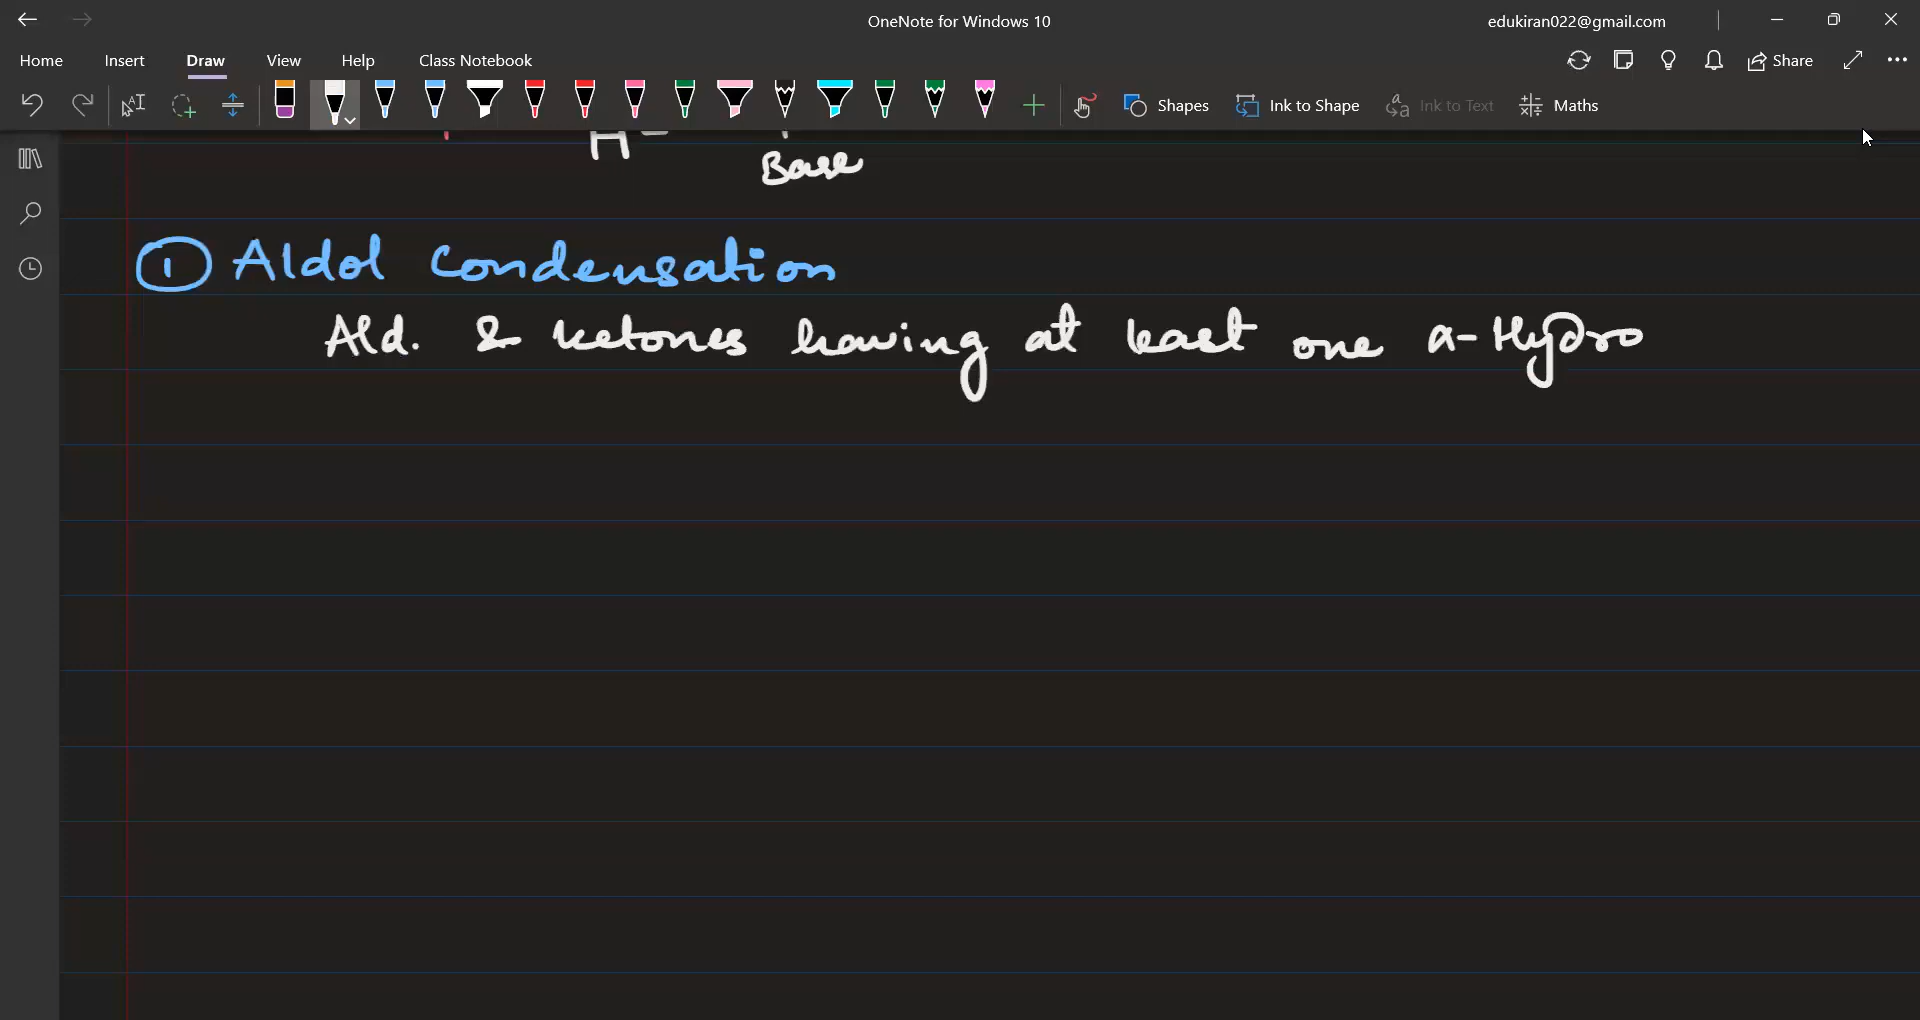 OneNote for Windows 10
edukiran022@gmail.com
Home Insert Draw View Help Class Notebook
Share
Shapes Ink to Shape Ink to Text Maths
H
Base
① Aldol Condensation
Ald. & ketones having at least one α-Hydro